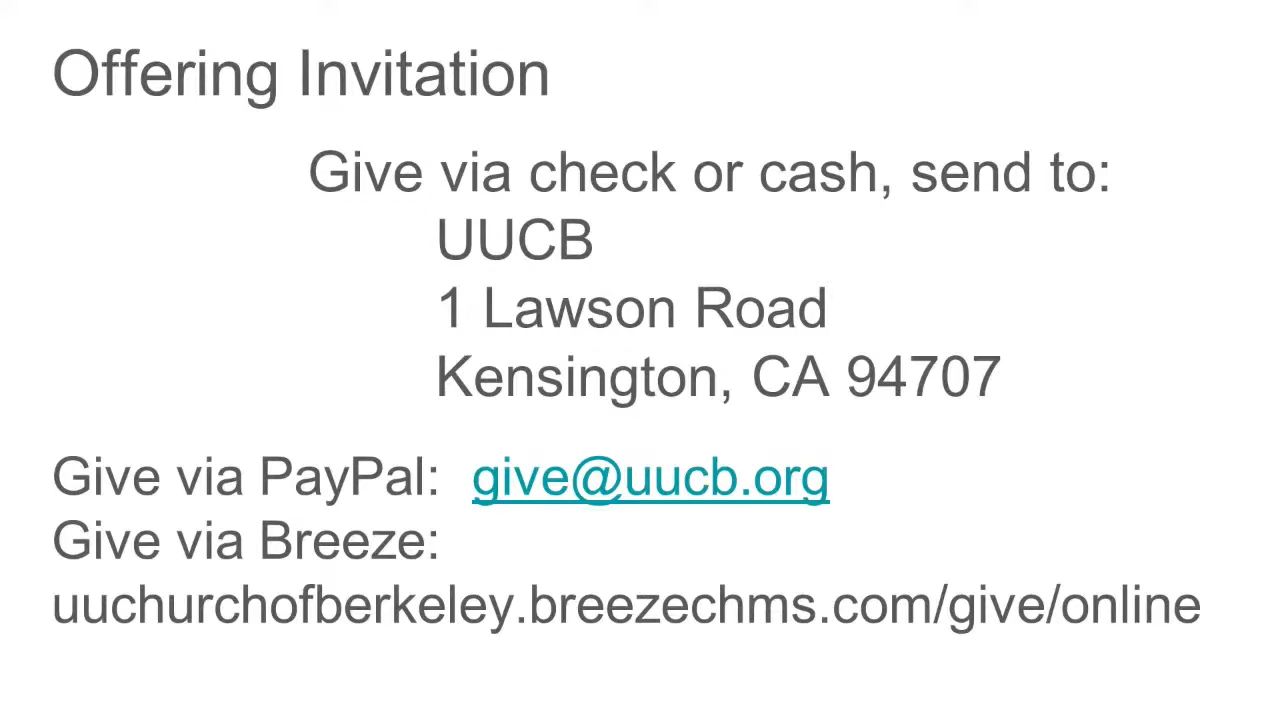 Offering Invitation
Give via check or cash, send to:
UUCB
1 Lawson Road
Kensington, CA 94707
Give via PayPal: give@uucb.org
Give via Breeze:
uuchurchofberkeley.breezechms.com/give/online